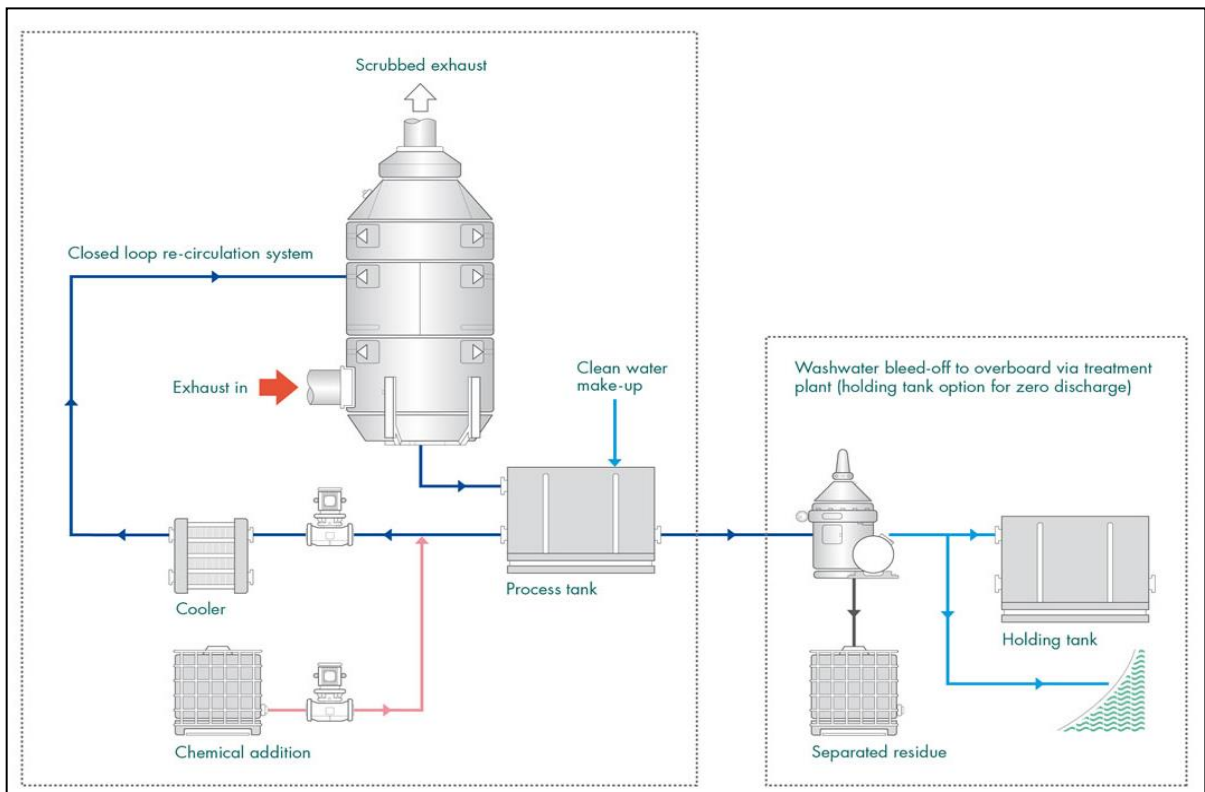 Scrubbed exhaust
Closed loop re-circulation system
Exhaust in
Clean water
make-up
Washwater bleed-off to overboard via treatment
plant (holding tank option for zero discharge)
Process tank
Cooler
Holding tank
Chemical addition
Separated residue